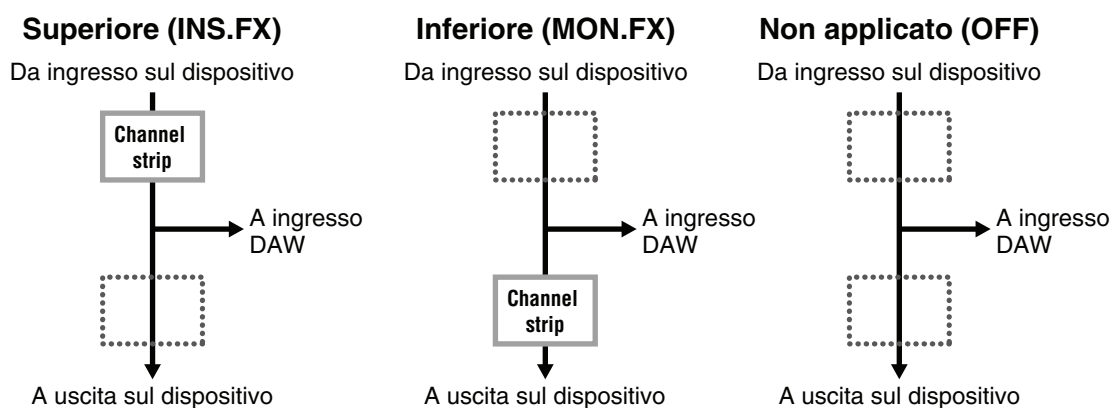 Superiore (INS.FX)
Da ingresso sul dispositivo
Channel
strip
A ingresso
DAW
A uscita sul dispositivo
Inferiore (MON.FX)
Da ingresso sul dispositivo
A ingresso
DAW
Channel
strip
A uscita sul dispositivo
Non applicato (OFF)
Da ingresso sul dispositivo
A ingresso
DAW
A uscita sul dispositivo